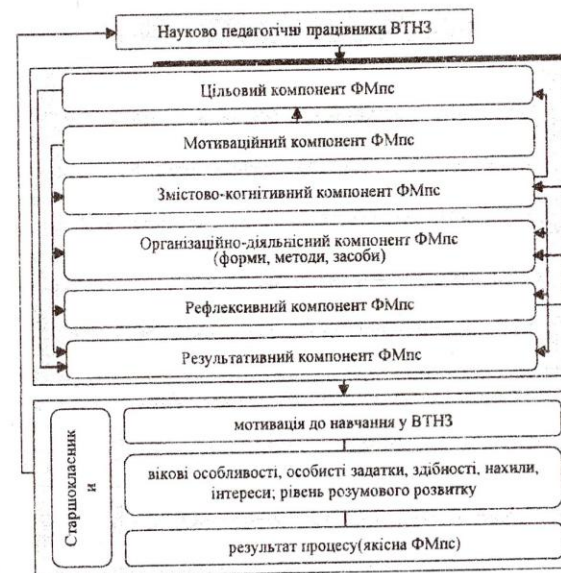 Науково педагогічні працівники ВТНЗ
Цільовий компонент ФМпс
Мотиваційний компонент ФМпс
Змістово-когнітивний компонент ФМпс
Організаційно-діяльнісний компонент ФМпс
(форми, методи, засоби)
Рефлексивний компонент ФМпс
Результативний компонент ФМпс
Старшокласник
и
мотивація до навчання у ВТНЗ
вікові особливості, особисті задатки, здібності, нахили,
інтереси; рівень розумового розвитку
результат процесу(якісна ФМпс)